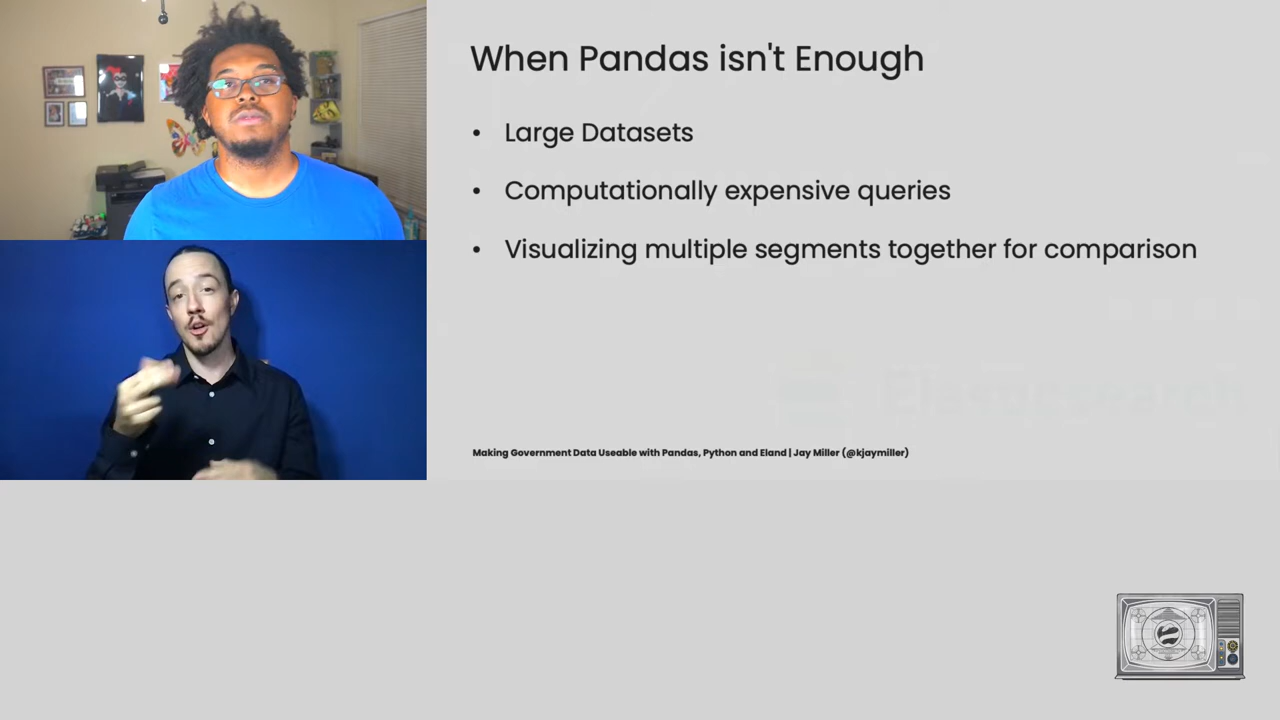 When Pandas isn't Enough
• Large Datasets
• Computationally expensive queries
• Visualizing multiple segments together for comparison
Making Government Data Useable with Pandas, Python and Eland | Jay Miller (@kjaymiller)